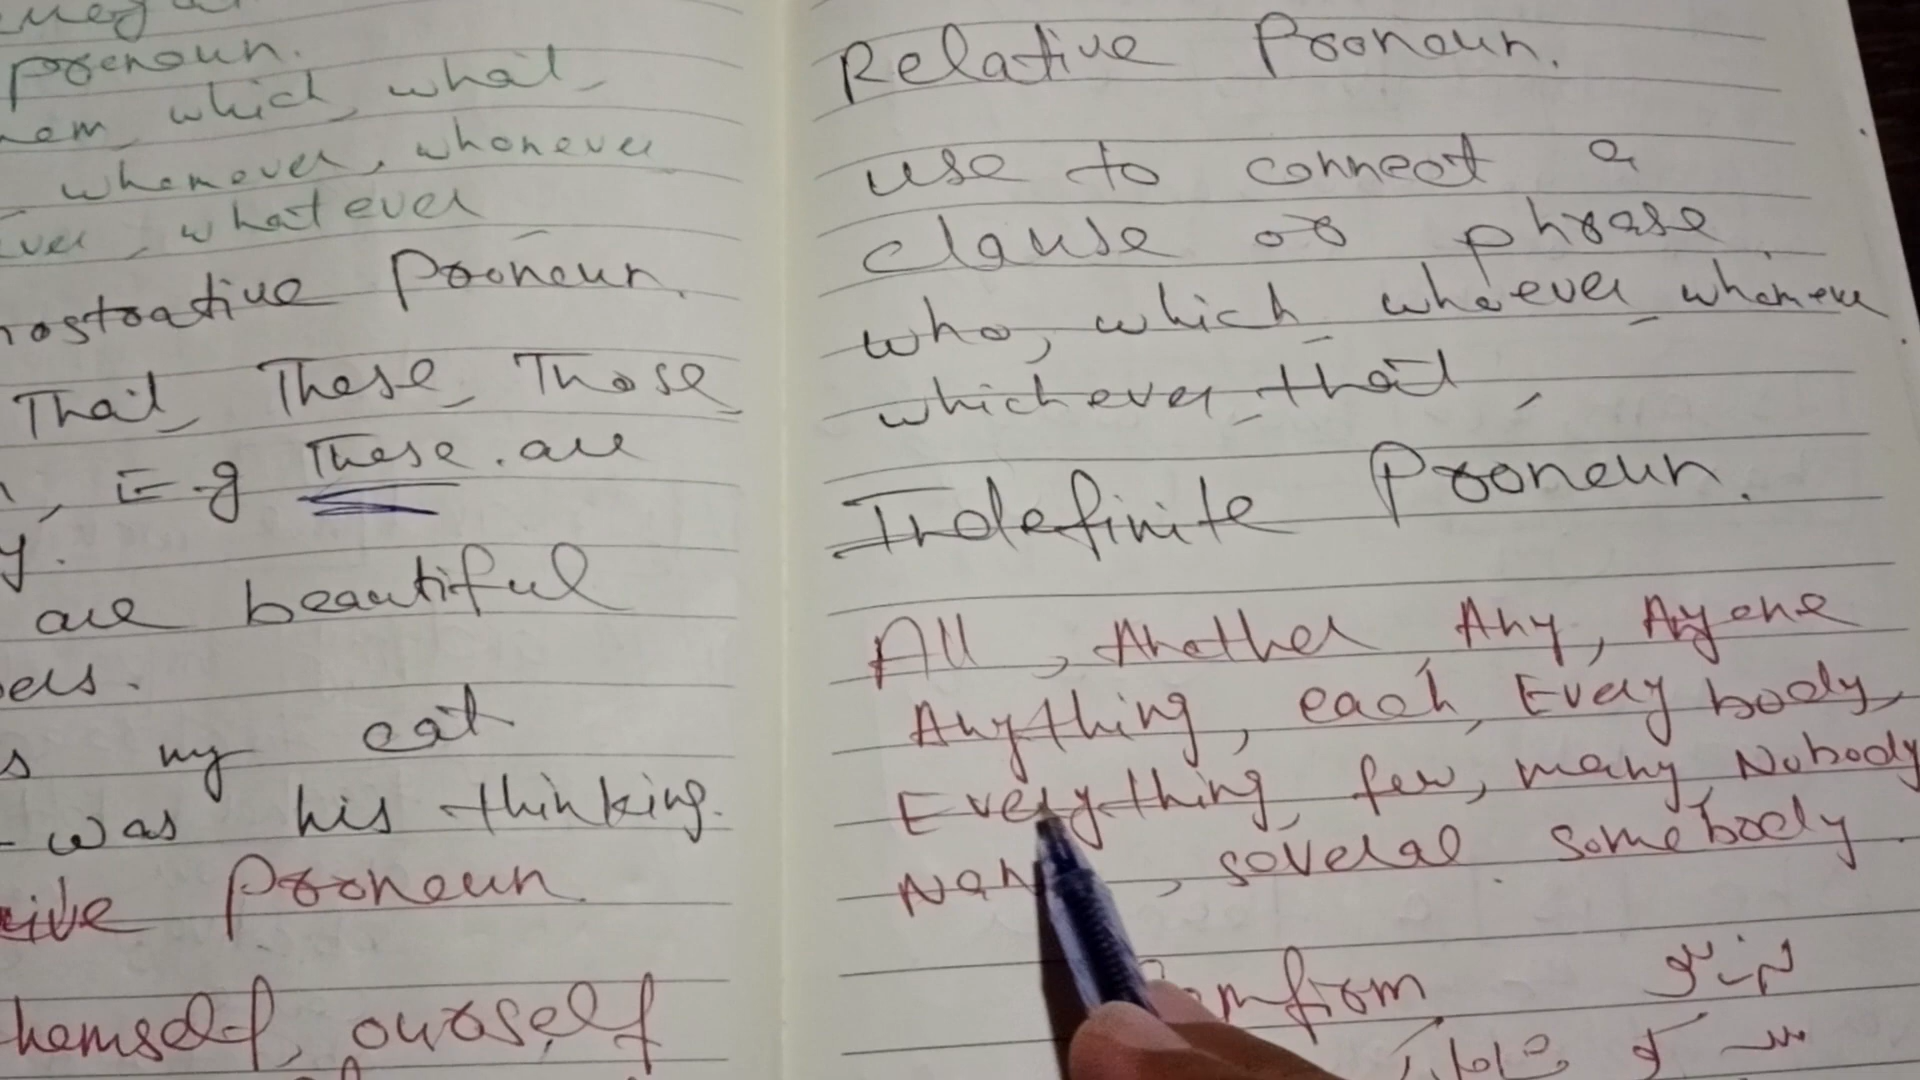 pronoun.
which, what,
whomever, whoever
whatever
Pronoun.
That, These, Those,
E-g These are
are beautiful
my cat
was his thinking.
Pronoun
hemself, ourself
Relative Pronoun.
use to connect a
clause or phrase.
who, which, whoever, whomever
whichever, that,
Indefinite Pronoun.
All, Another, Any, Anyone
Anything, each, Every body,
Everything, few, many, Nobody
several, somebody.